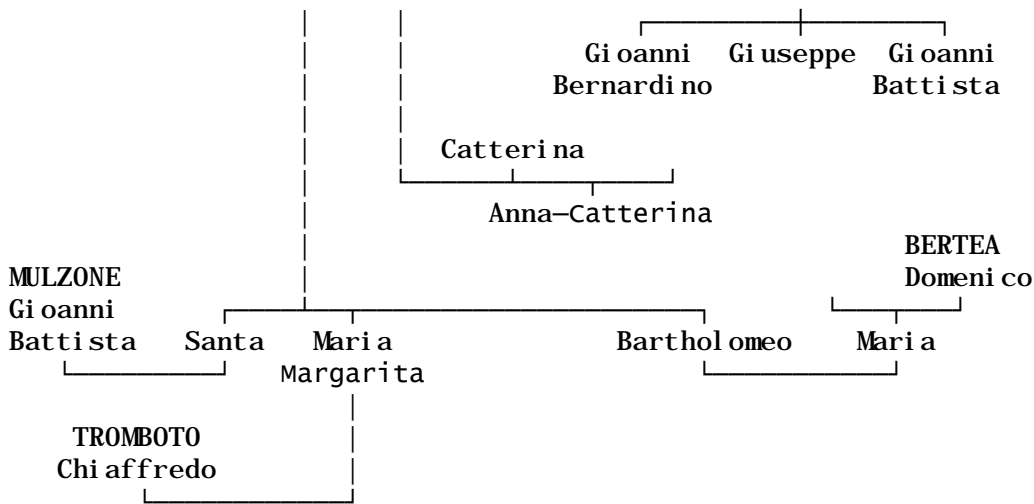 Gioanni Giuseppe Gioanni
Bernardino Battista
Catterina
Anna—Catterina
BERTEA
MULZONE Domenico
Gioanni
Battista Santa Maria Bartholomeo Maria
Margarita
TROMBOTO
Chiaffredo